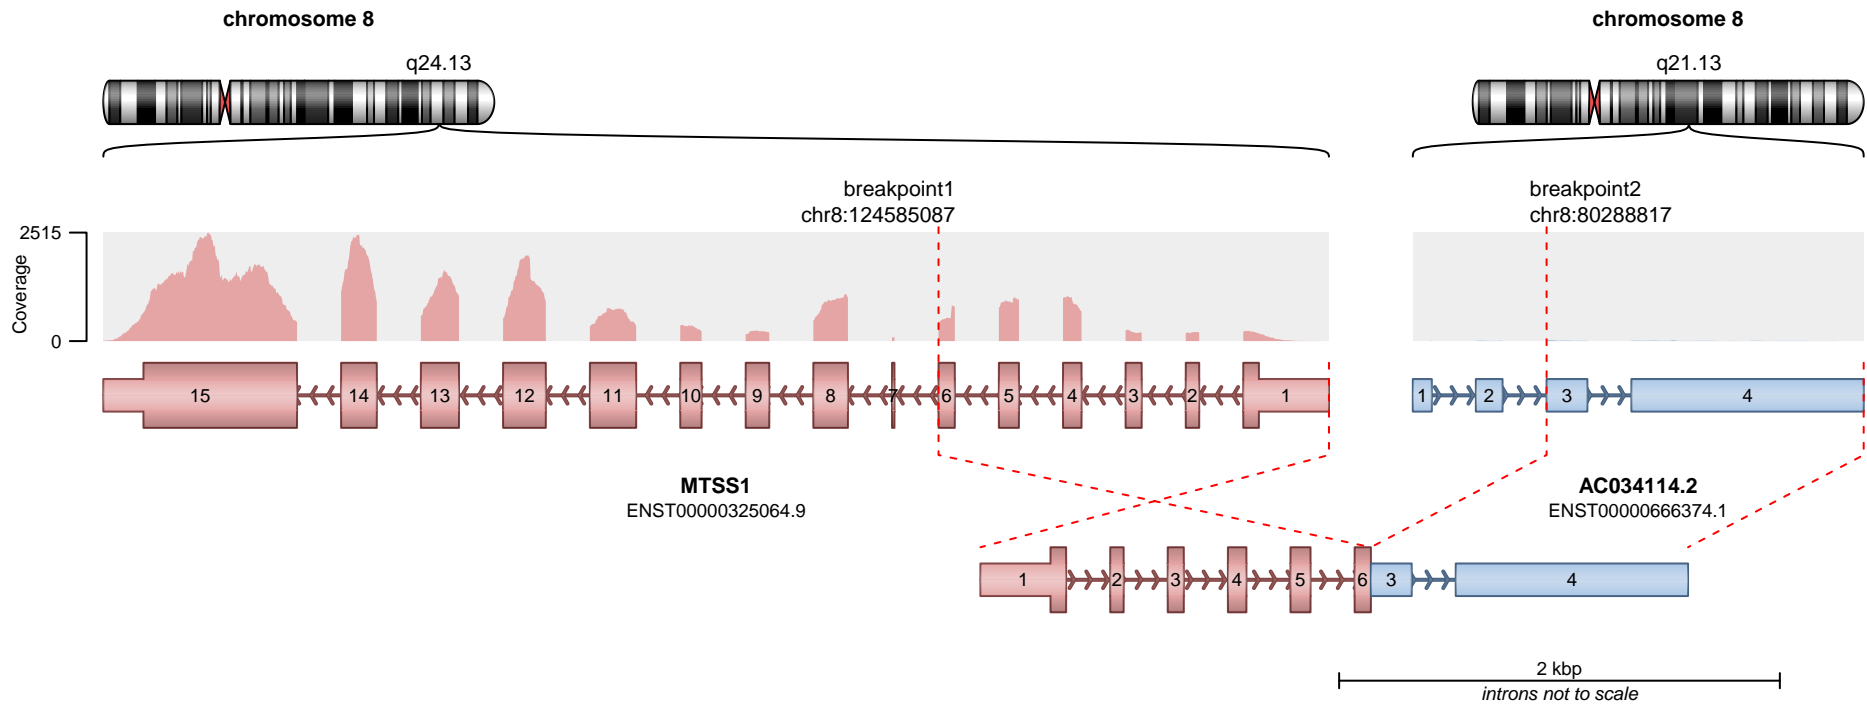 chromosome 8
chromosome 8
q24.13
q21.13
breakpoint1
chr8:124585087
breakpoint2
chr8:80288817
2515
0
Coverage
15 14 13 12 11 10 9 8 7 6 5 4 3 2 1
1 2 3 4
MTSS1
ENST00000325064.9
AC034114.2
ENST00000666374.1
1 2 3 4 5 6 3 4
2 kbp
introns not to scale